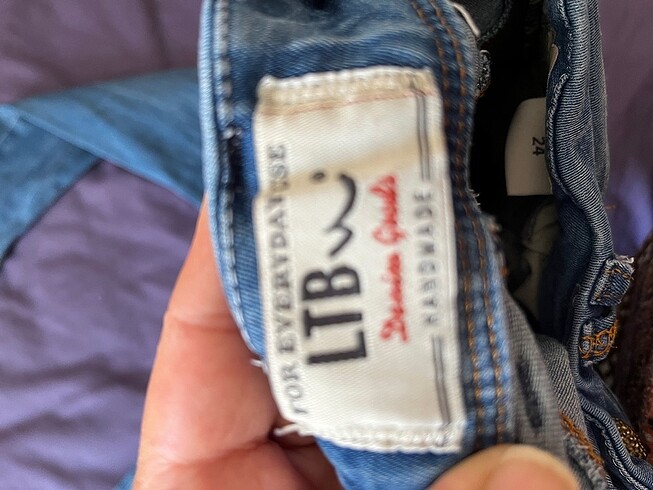 FOR EVERYDAY USE
LTB
Denim Goods
HANDMADE
24